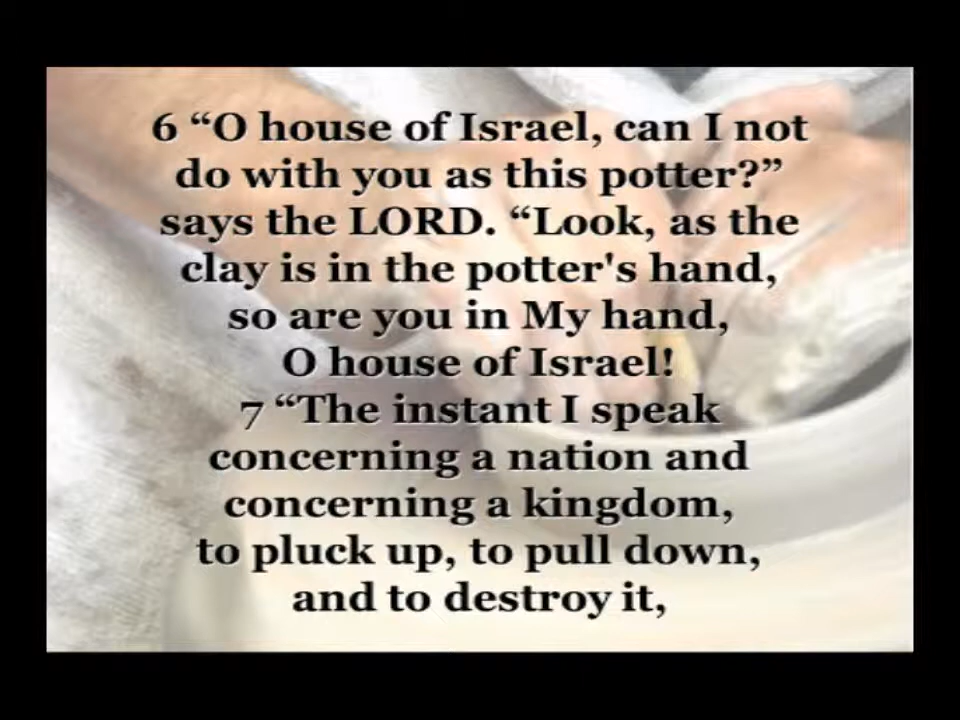 6 “O house of Israel, can I not
do with you as this potter?”
says the LORD. “Look, as the
clay is in the potter's hand,
so are you in My hand,
O house of Israel!
7 “The instant I speak
concerning a nation and
concerning a kingdom,
to pluck up, to pull down,
and to destroy it,